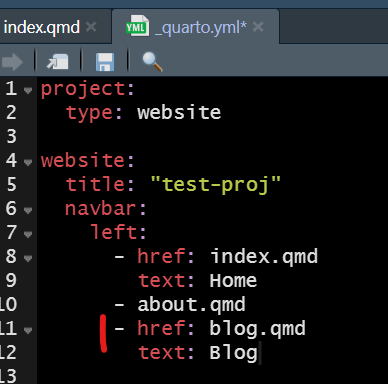 index.qmd × _quarto.yml* ×
1 project:
2   type: website
3
4 website:
5   title: "test-proj"
6   navbar:
7     left:
8       - href: index.qmd
9         text: Home
10       - about.qmd
11       - href: blog.qmd
12         text: Blog
13